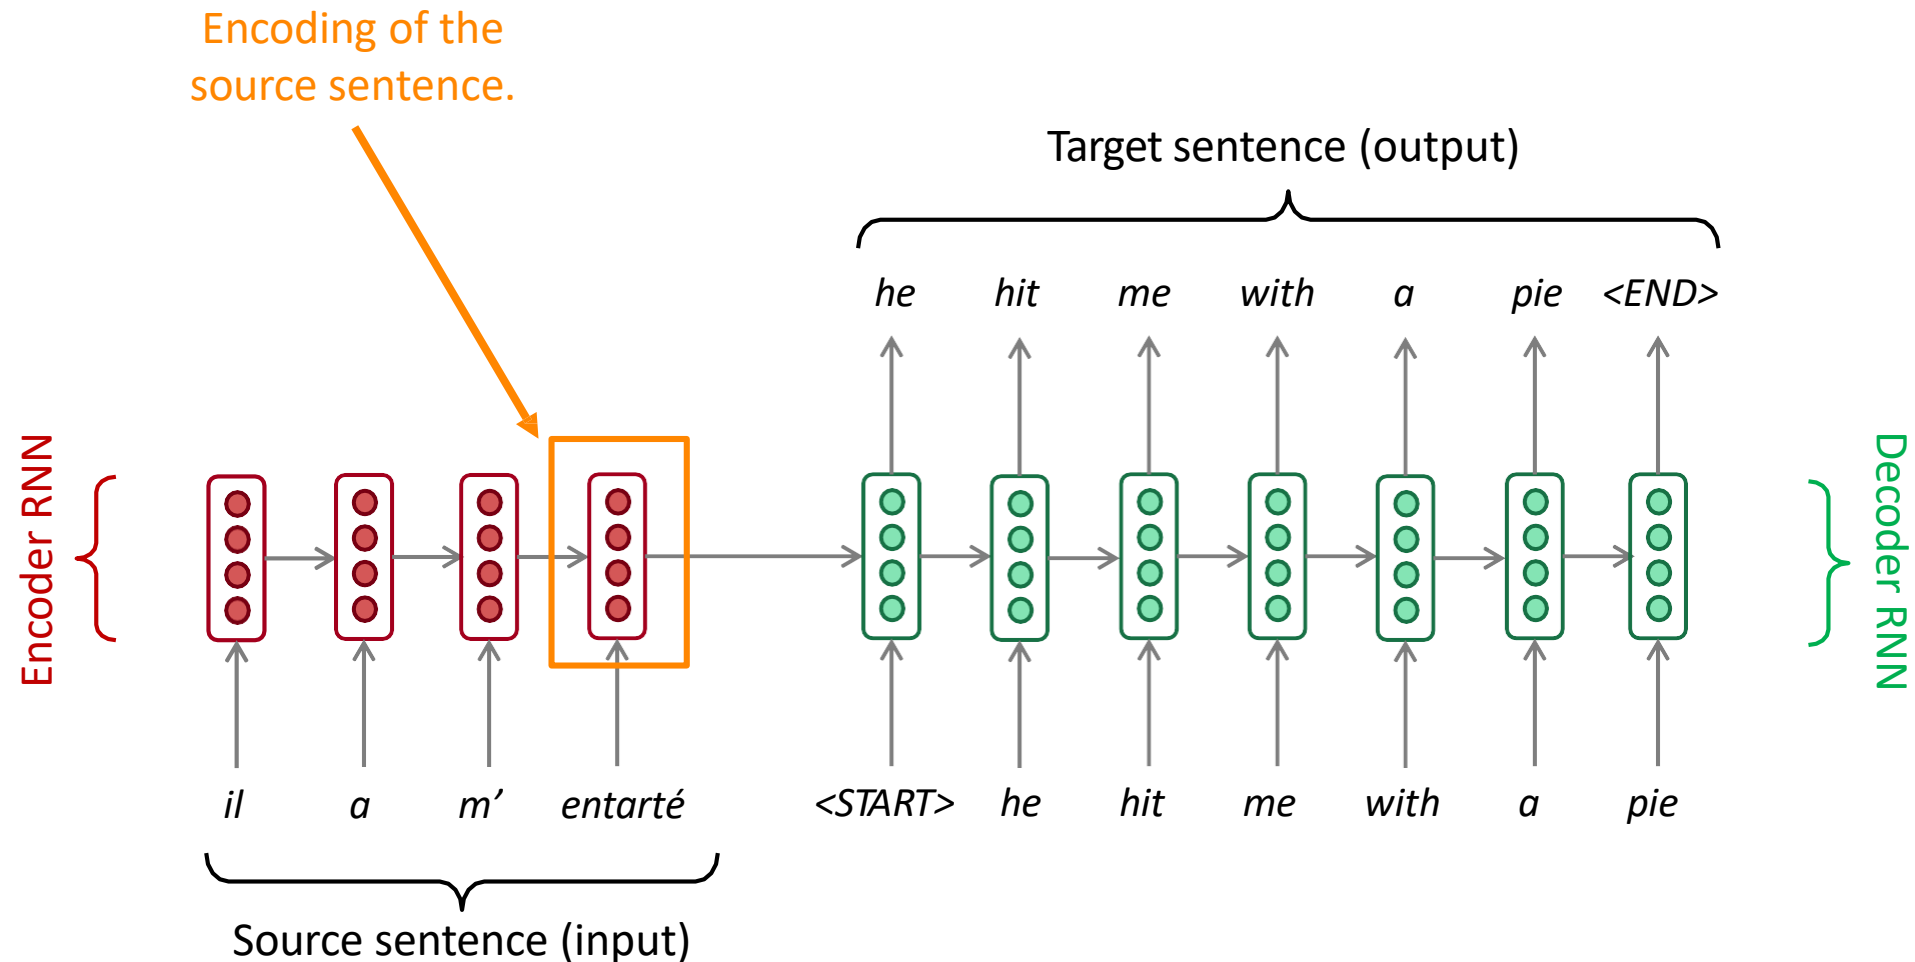 Encoding of the
source sentence.
Target sentence (output)
he hit me with a pie <END>
Encoder RNN
Decoder RNN
il a m’ entarté <START> he hit me with a pie
Source sentence (input)